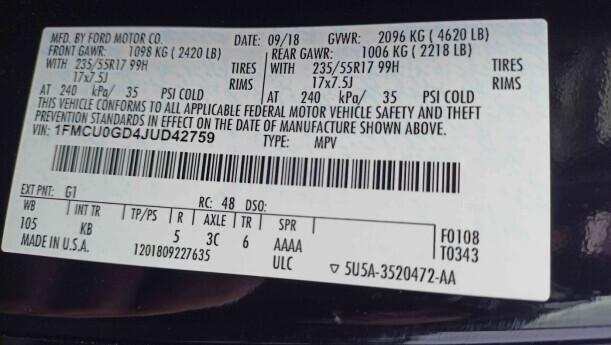 MFD. BY FORD MOTOR CO. DATE: 09/18 GVWR: 2096 KG ( 4620 LB)
FRONT GAWR: 1098 KG ( 2420 LB) REAR GAWR: 1006 KG ( 2218 LB)
WITH 235/55R17 99H TIRES WITH 235/55R17 99H TIRES
17x7.5J RIMS 17x7.5J RIMS
AT 240 kPa/ 35 PSI COLD AT 240 kPa/ 35 PSI COLD
THIS VEHICLE CONFORMS TO ALL APPLICABLE FEDERAL MOTOR VEHICLE SAFETY AND THEFT
PREVENTION STANDARDS IN EFFECT ON THE DATE OF MANUFACTURE SHOWN ABOVE.
VIN: 1FMCU0GD4JUD42759 TYPE: MPV
EXT PNT: G1 RC: 48 DSO:
WB INT TR TP/PS R AXLE TR SPR F0108
105 KB 5 3C 6 AAAA T0343
MADE IN U.S.A. 1201809227635 ULC ▽ 5U5A-3520472-AA